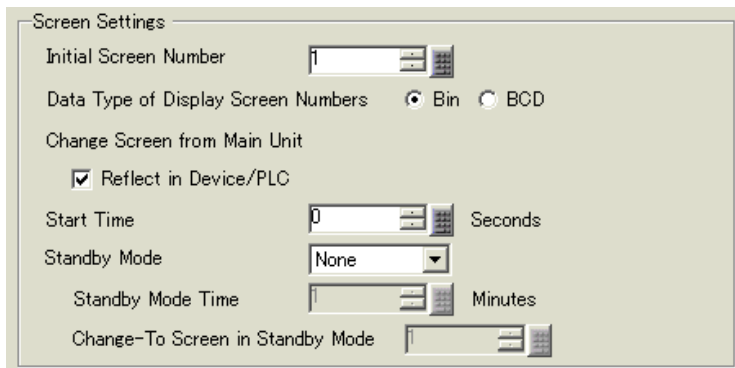 Screen Settings
Initial Screen Number 1
Data Type of Display Screen Numbers Bin BCD
Change Screen from Main Unit
Reflect in Device/PLC
Start Time 0 Seconds
Standby Mode None
Standby Mode Time 1 Minutes
Change-To Screen in Standby Mode 1